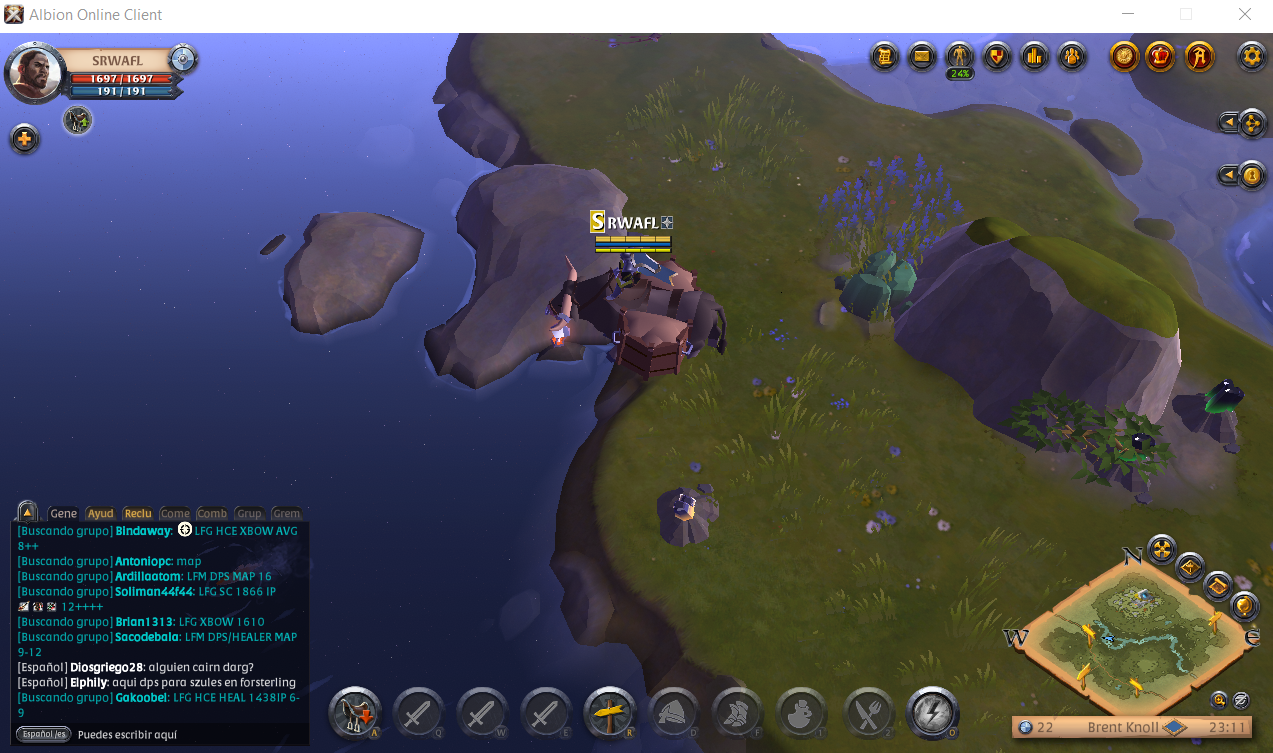 Albion Online Client
SRWAFL
1697 / 1697
191 / 191
24%
SRWAFL
Gene Ayud Reclu Come Comb Grup Grem
[Buscando grupo] Bindaway: LFG HCE XBOW AVG
8++
[Buscando grupo] Antoniopc: map
[Buscando grupo] Ardillaatom: LFM DPS MAP 16
[Buscando grupo] Soliman44f44: LFG SC 1866 IP
12++++
[Buscando grupo] Brian1313: LFG XBOW 1610
[Buscando grupo] Sacodebala: LFM DPS/HEALER MAP
9-12
[Español] Diosgriego28: alguien cairn darg?
[Español] Elphily: aqui dps para szules en forsterling
[Buscando grupo] Gakoobel: LFG HCE HEAL 1438IP 6-
9
Español /es Puedes escribir aquí
A Q W E R D F 1 2 O
N
W
e
22 Brent Knoll 23:11